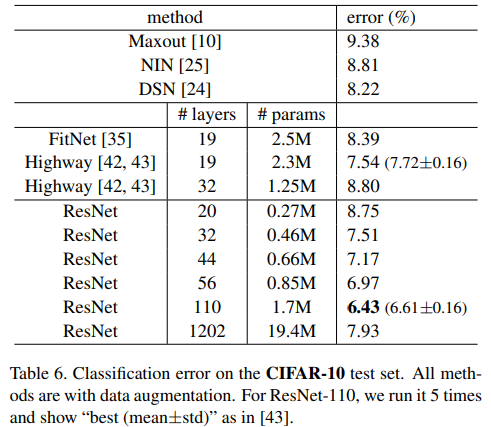 method error (%)
Maxout [10] 9.38
NIN [25] 8.81
DSN [24] 8.22
# layers # params
FitNet [35] 19 2.5M 8.39
Highway [42, 43] 19 2.3M 7.54 (7.72±0.16)
Highway [42, 43] 32 1.25M 8.80
ResNet 20 0.27M 8.75
ResNet 32 0.46M 7.51
ResNet 44 0.66M 7.17
ResNet 56 0.85M 6.97
ResNet 110 1.7M 6.43 (6.61±0.16)
ResNet 1202 19.4M 7.93
Table 6. Classification error on the CIFAR-10 test set. All meth-
ods are with data augmentation. For ResNet-110, we run it 5 times
and show “best (mean±std)” as in [43].